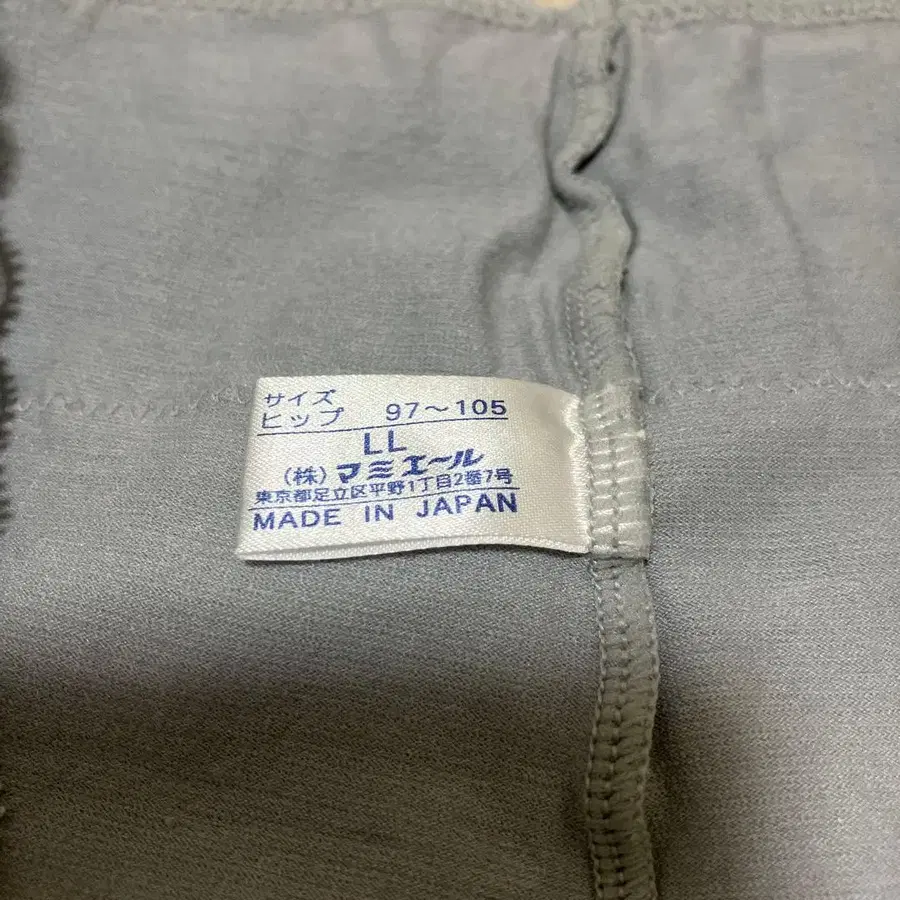 サイズ
ヒップ 97～105
LL
(株)マミエール
東京都足立区平野1丁目2番7号
MADE IN JAPAN